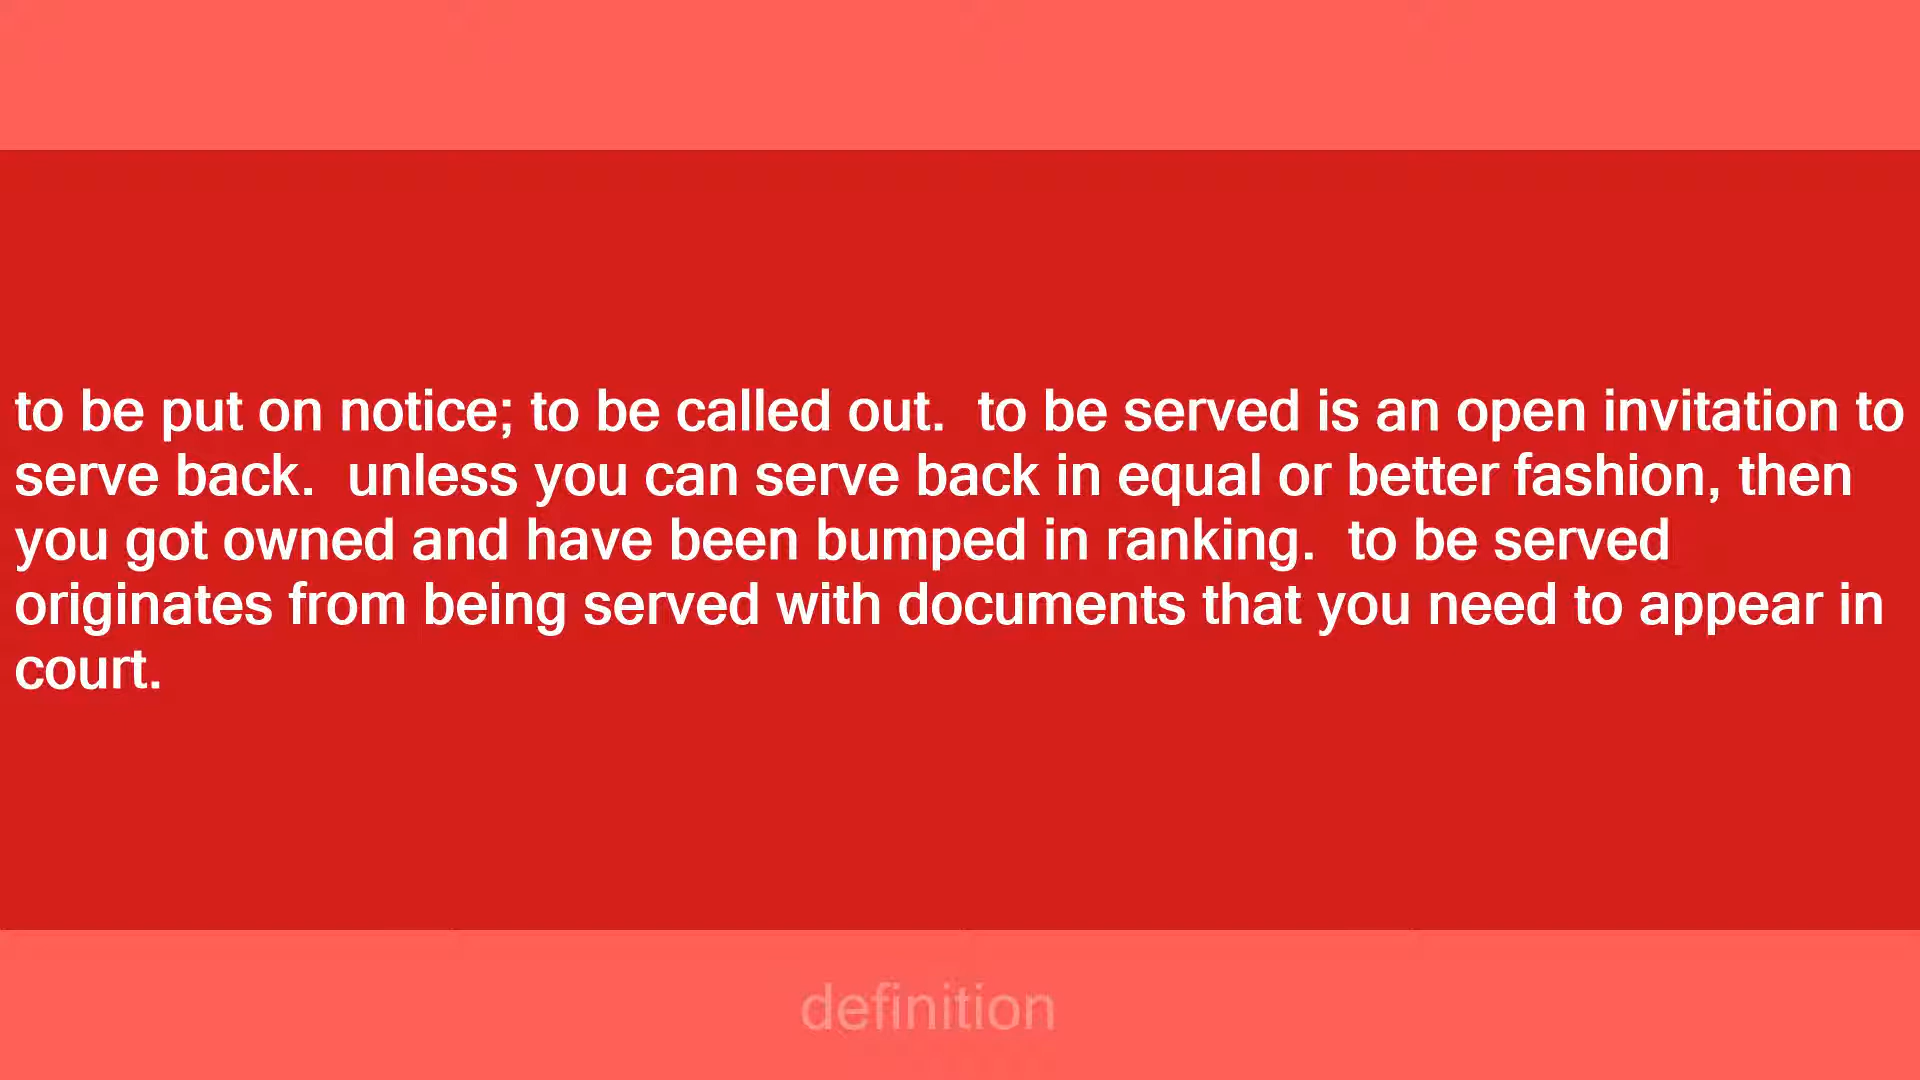 to be put on notice; to be called out.  to be served is an open invitation to
serve back.  unless you can serve back in equal or better fashion, then
you got owned and have been bumped in ranking.  to be served
originates from being served with documents that you need to appear in
court.
definition